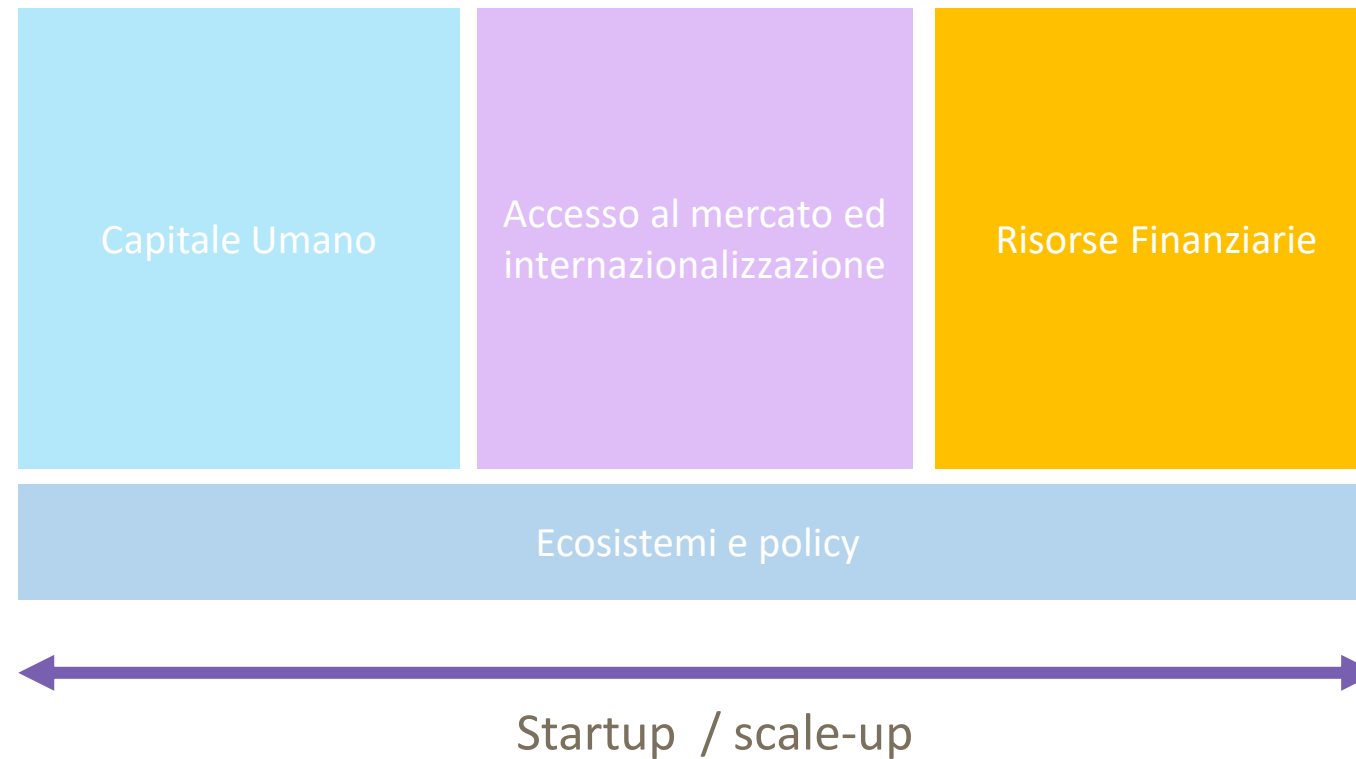 Capitale Umano
Accesso al mercato ed
internazionalizzazione
Risorse Finanziarie
Ecosistemi e policy
Startup / scale-up